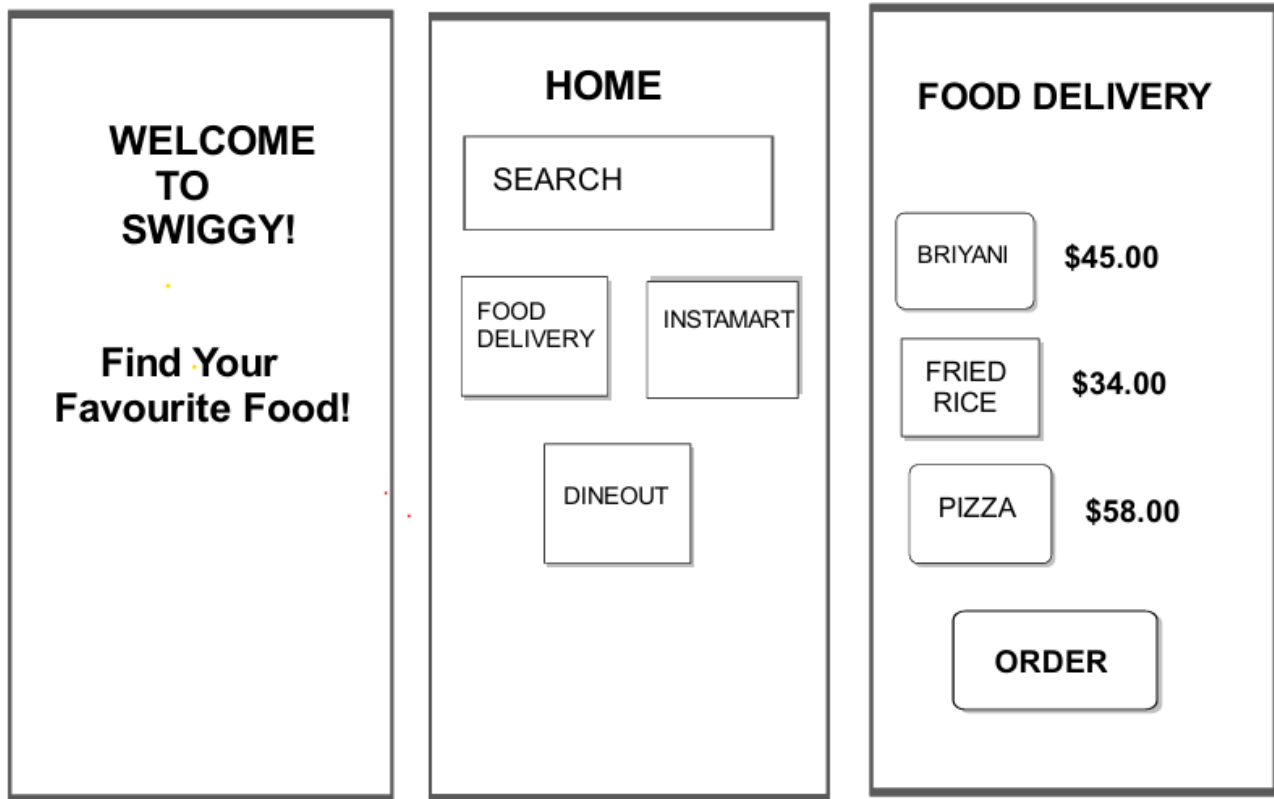 WELCOME
TO
SWIGGY!
Find Your
Favourite Food!
HOME
SEARCH
FOOD
DELIVERY
INSTAMART
DINEOUT
FOOD DELIVERY
BRIYANI
$45.00
FRIED
RICE
$34.00
PIZZA
$58.00
ORDER